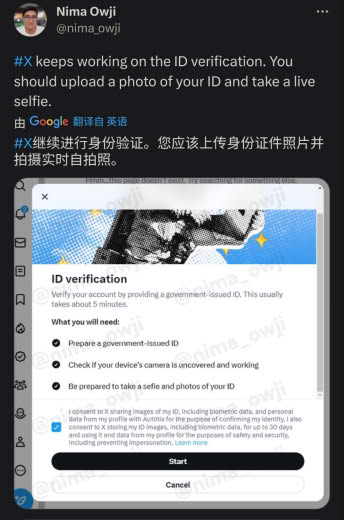 Nima Owji
@nima_owji
#X keeps working on the ID verification. You
should upload a photo of your ID and take a live
selfie.
由 Google 翻译自 英语
#X继续进行身份验证。您应该上传身份证件照片并
拍摄实时自拍照。
Hmm...this page doesn't exist. Try searching for something else.
ID verification
Verify your account by providing a government-issued ID. This usually
takes about 5 minutes.
What you will need:
Prepare a government-issued ID
Check if your device's camera is uncovered and working
Be prepared to take a selfie and photos of your ID
I consent to X sharing images of my ID, including biometric data, and personal
data from my profile with Au10tix for the purpose of confirming my identity. I also
consent to X storing my ID images, including biometric data, for up to 30 days
and using it and data from my profile for the purposes of safety and security,
including preventing impersonation. Learn more
Start
Cancel
@nima_owji